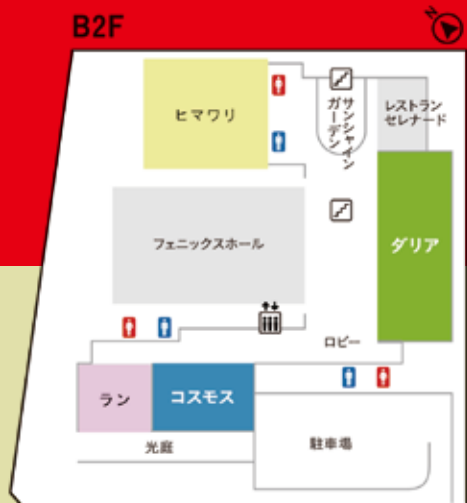 B2F
N
ヒマワリ
サンシャイン
ガーデン
レストラン
セレナード
フェニックスホール
ダリア
ロビー
ラン
コスモス
光庭
駐車場